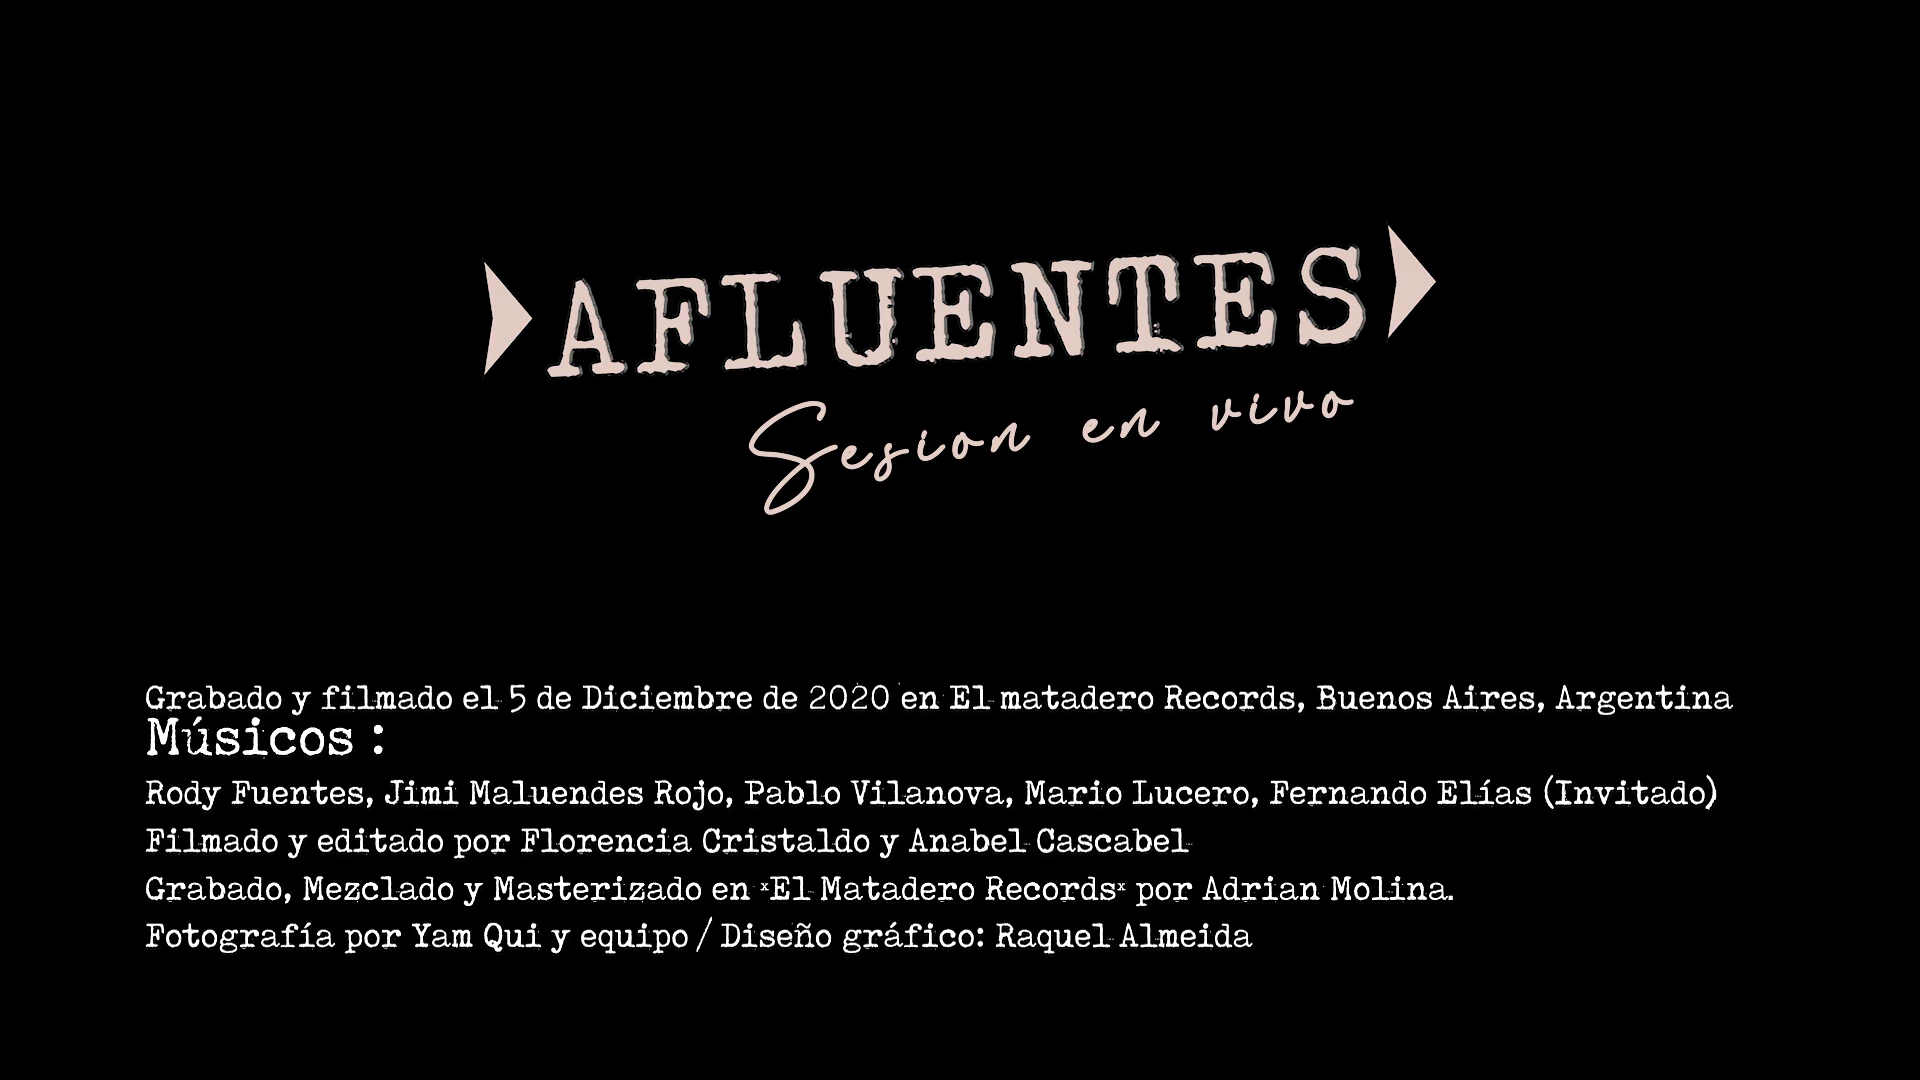 AFLUENTES
Sesion en vivo
Grabado y filmado el 5 de Diciembre de 2020 en El matadero Records, Buenos Aires, Argentina
Músicos :
Rody Fuentes, Jimi Maluendes Rojo, Pablo Vilanova, Mario Lucero, Fernando Elías (Invitado)
Filmado y editado por Florencia Cristaldo y Anabel Cascabel
Grabado, Mezclado y Masterizado en *El Matadero Records* por Adrian Molina.
Fotografía por Yam Qui y equipo / Diseño gráfico: Raquel Almeida